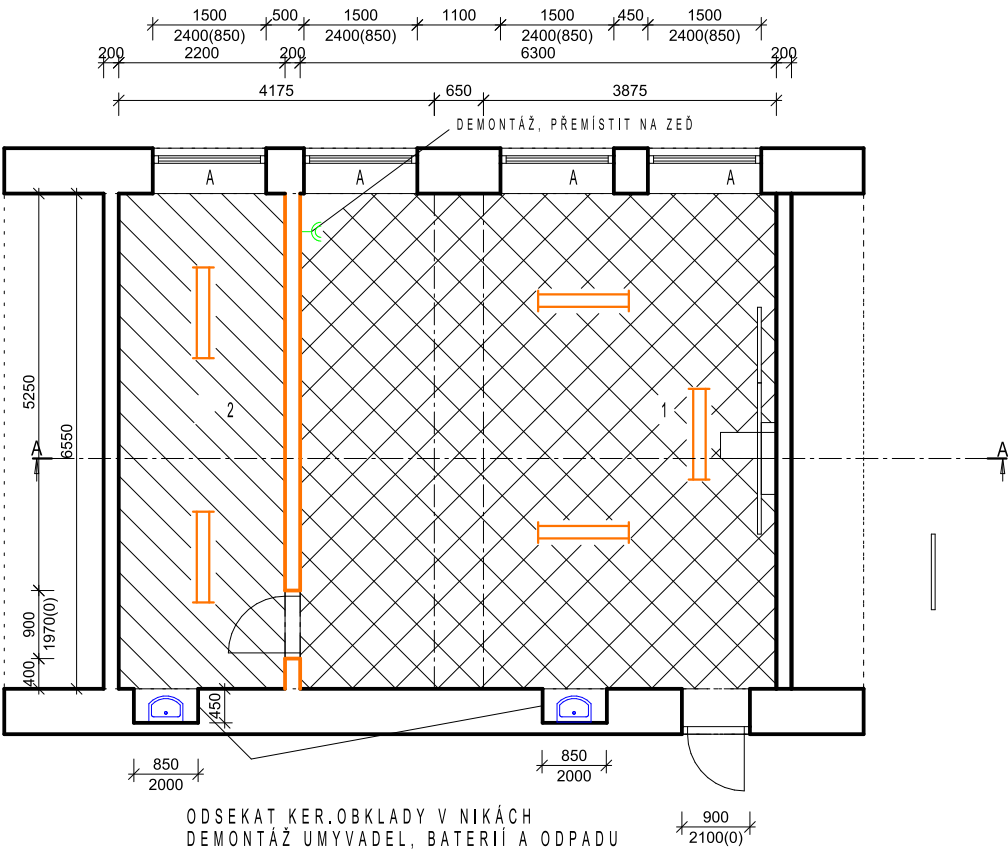 1500 500 1500 1100 1500 450 1500
2400(850) 2400(850) 2400(850) 2400(850)
200 2200 200 6300 200
4175 650 3875
DEMONTÁŽ, PŘEMÍSTIT NA ZEĎ
A A A A
5250
6550
2 1
A A
900
1970(0)
400
450
850
2000
850
2000
900
2100(0)
ODSEKAT KER.OBKLADY V NIKÁCH
DEMONTÁŽ UMYVADEL, BATERIÍ A ODPADU